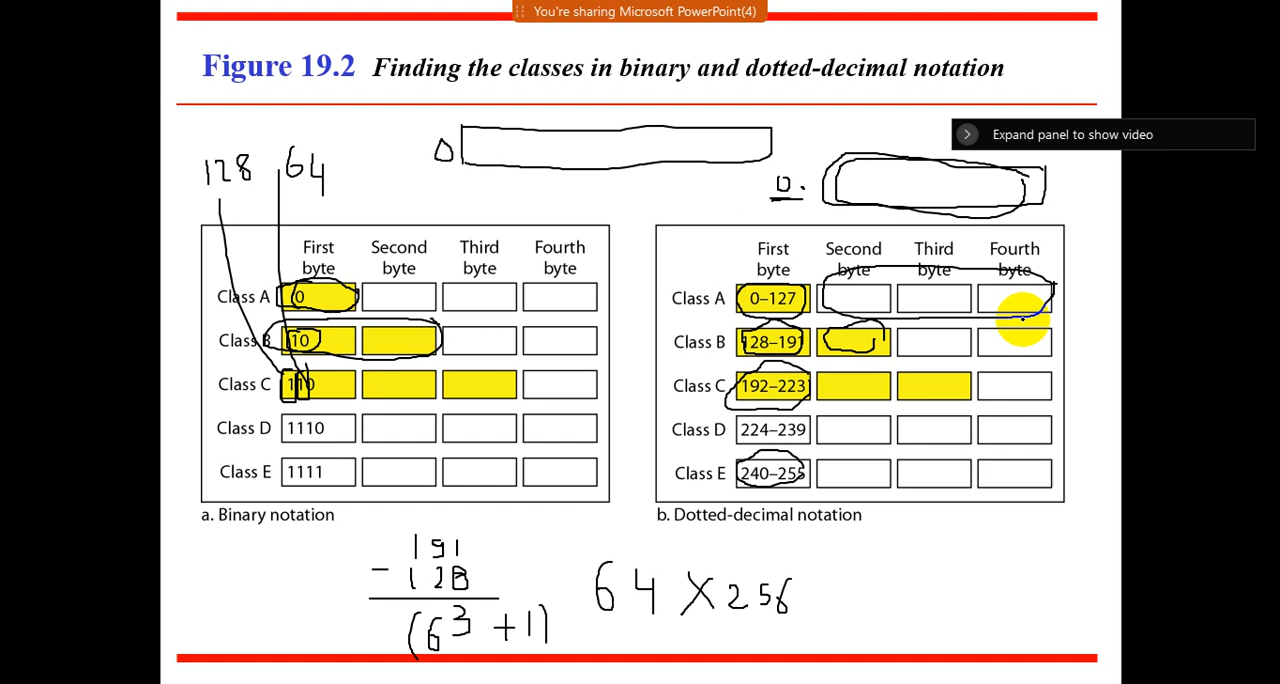 You're sharing Microsoft PowerPoint(4)
Figure 19.2 Finding the classes in binary and dotted-decimal notation
Expand panel to show video
128 64
0.
First byte Second byte Third byte Fourth byte
Class A 0
Class B 10
Class C 110
Class D 1110
Class E 1111
a. Binary notation
First byte Second byte Third byte Fourth byte
Class A 0–127
Class B 128–191
Class C 192–223
Class D 224–239
Class E 240–255
b. Dotted-decimal notation
191
- 128
(63 + 1)
64 X 256